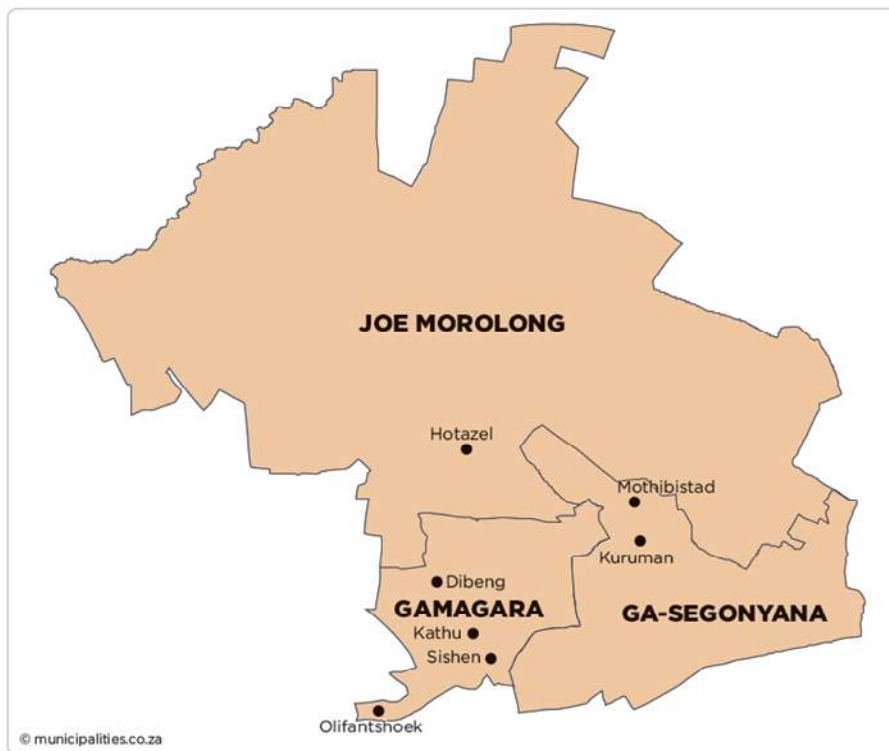 JOE MOROLONG
Hotazel
Mothibistad
Kuruman
Dibeng
GAMAGARA
GA-SEGONYANA
Kathu
Sishen
Olifantshoek
© municipalities.co.za